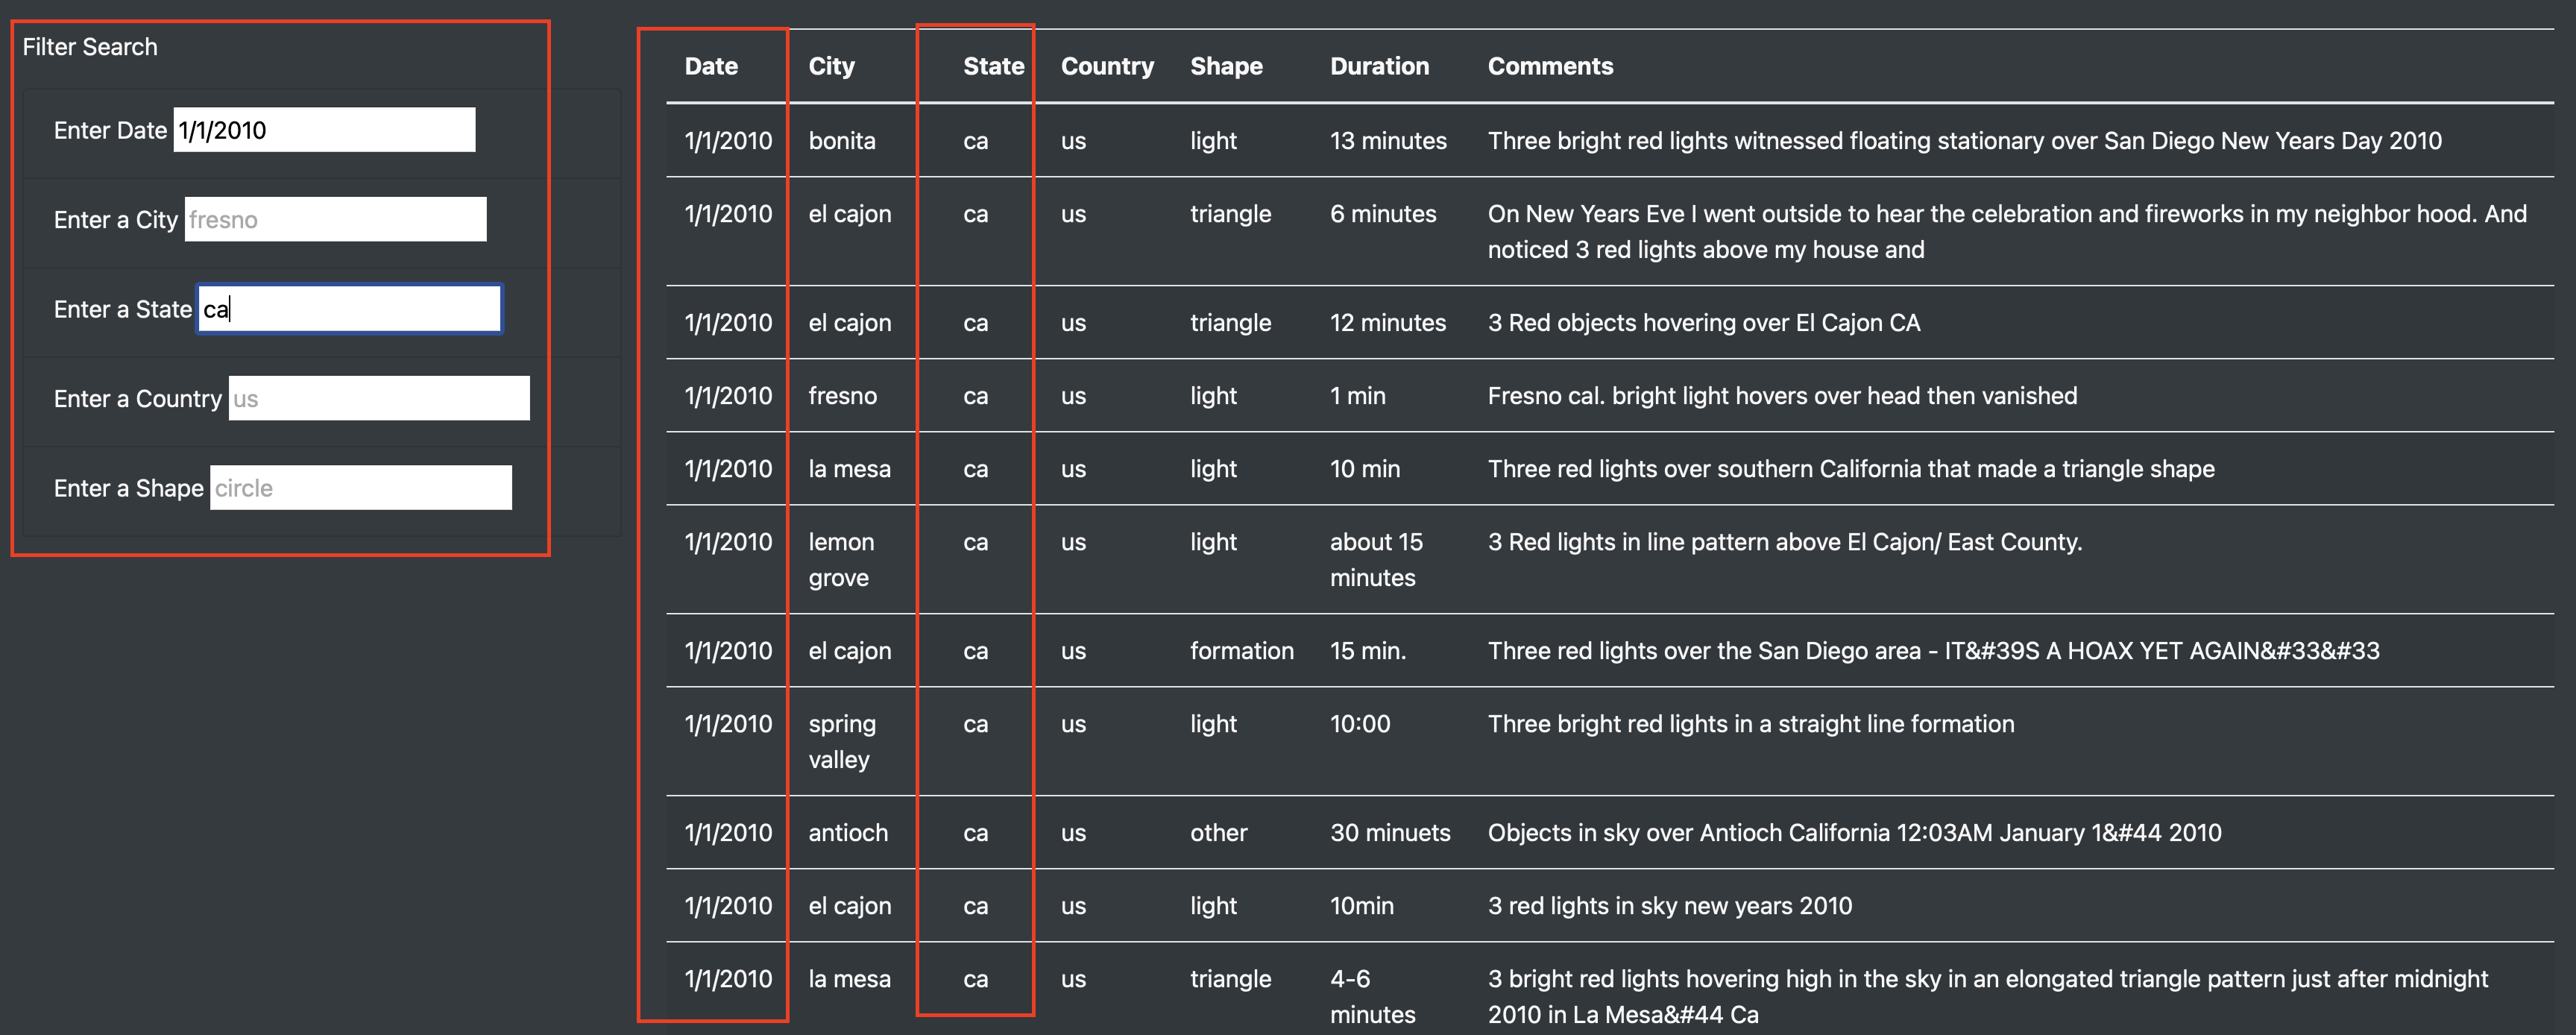 Filter Search
Enter Date 1/1/2010
Enter a City fresno
Enter a State ca
Enter a Country us
Enter a Shape circle
Date City State Country Shape Duration Comments
1/1/2010 bonita ca us light 13 minutes Three bright red lights witnessed floating stationary over San Diego New Years Day 2010
1/1/2010 el cajon ca us triangle 6 minutes On New Years Eve I went outside to hear the celebration and fireworks in my neighbor hood. And
noticed 3 red lights above my house and
1/1/2010 el cajon ca us triangle 12 minutes 3 Red objects hovering over El Cajon CA
1/1/2010 fresno ca us light 1 min Fresno cal. bright light hovers over head then vanished
1/1/2010 la mesa ca us light 10 min Three red lights over southern California that made a triangle shape
1/1/2010 lemon ca us light about 15 3 Red lights in line pattern above El Cajon/ East County.
grove minutes
1/1/2010 el cajon ca us formation 15 min. Three red lights over the San Diego area - IT&#39S A HOAX YET AGAIN&#33&#33
1/1/2010 spring ca us light 10:00 Three bright red lights in a straight line formation
valley
1/1/2010 antioch ca us other 30 minuets Objects in sky over Antioch California 12:03AM January 1&#44 2010
1/1/2010 el cajon ca us light 10min 3 red lights in sky new years 2010
1/1/2010 la mesa ca us triangle 4-6 3 bright red lights hovering high in the sky in an elongated triangle pattern just after midnight
minutes 2010 in La Mesa&#44 Ca